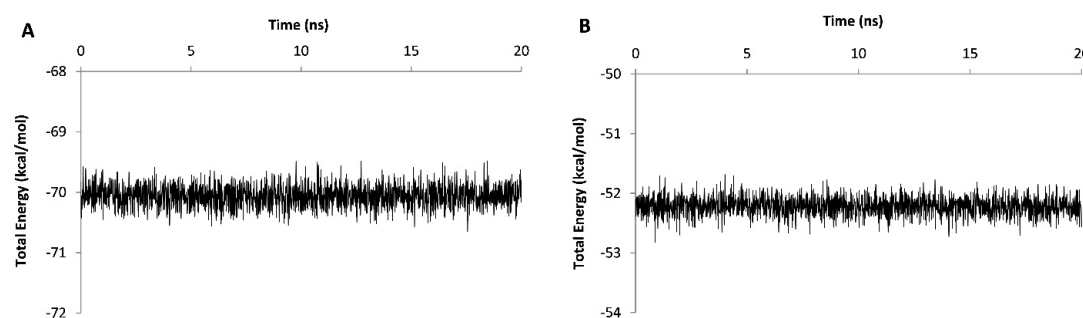 A
Time (ns)
0 5 10 15 20
-68
-69
-70
-71
-72
Total Energy (kcal/mol)
B
Time (ns)
0 5 10 15 20
-50
-51
-52
-53
-54
Total Energy (kcal/mol)